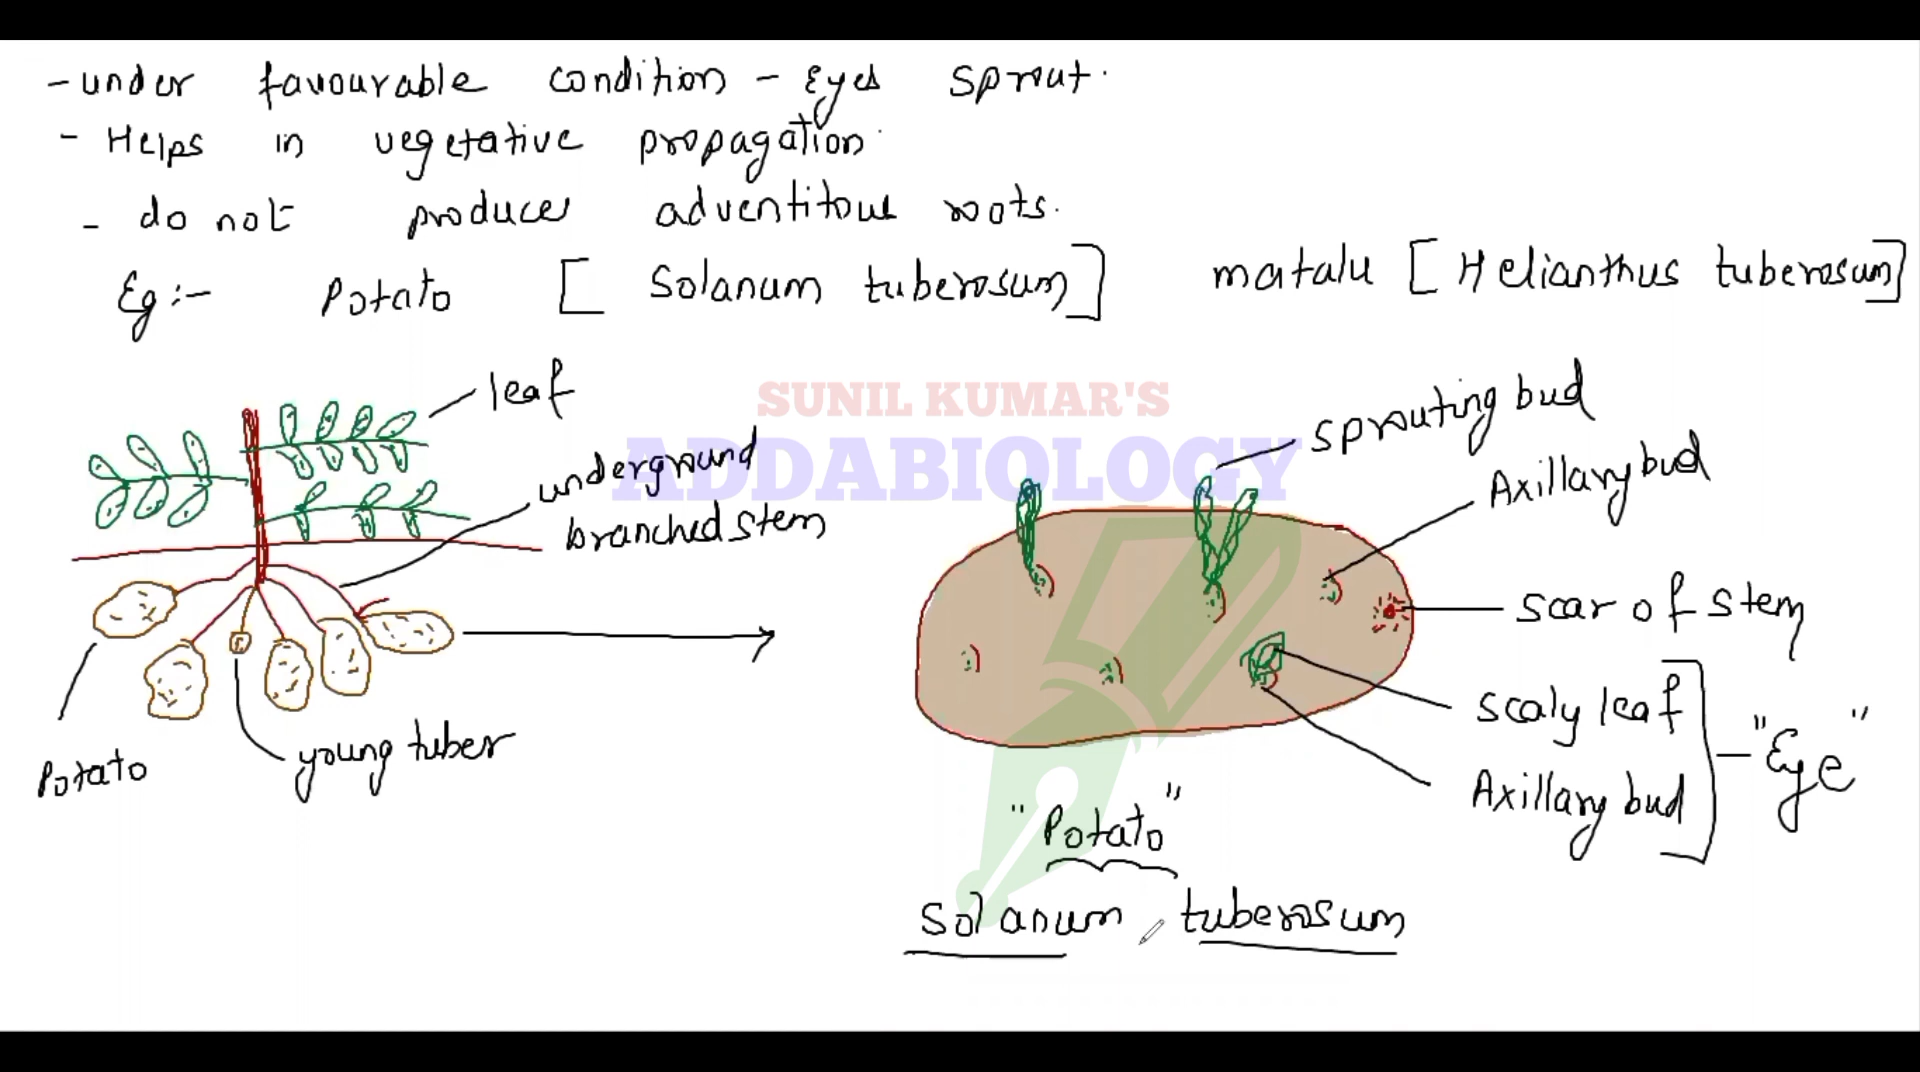 - under favourable condition - Eyes sprout.
- Helps in vegetative propagation.
- do not produces adventitous roots.
Eg:- Potato [Solanum tuberosum] matalu [Helianthus tuberosum]
leaf
underground
branched stem
Potato
young tuber
SUNIL KUMAR'S
ADDABIOLOGY
sprouting bud
Axillary bud
scar of stem
scaly leaf
Axillary bud
"Eye"
"Potato"
Solanum tuberosum